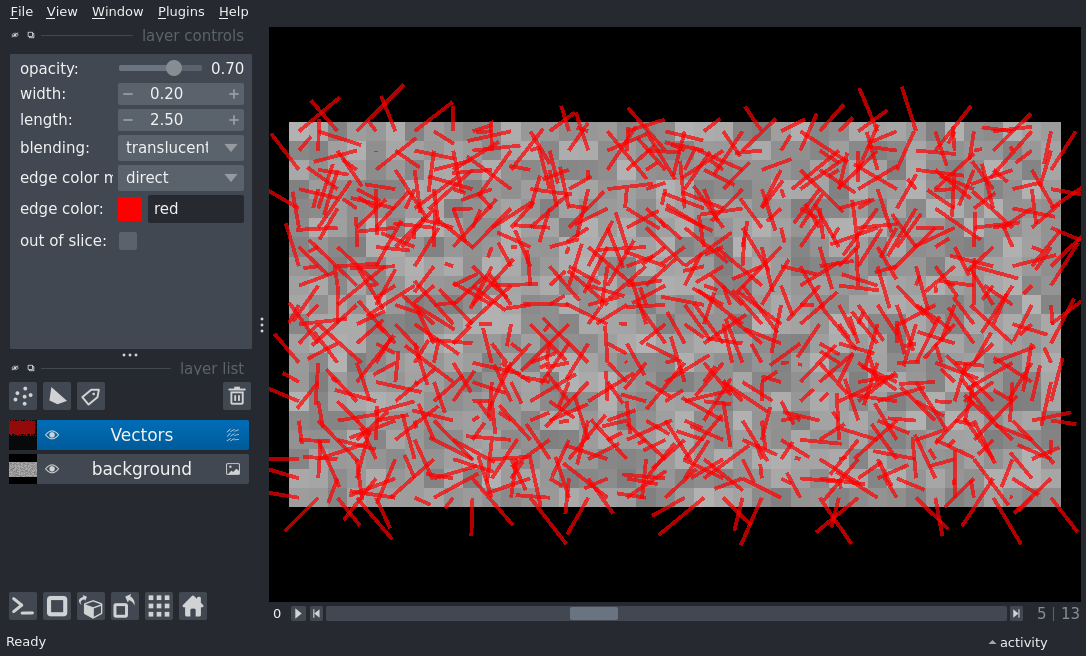 File View Window Plugins Help
layer controls
opacity: 0.70
width: − 0.20 +
length: − 2.50 +
blending: translucent
edge color m direct
edge color: red
out of slice:
layer list
Vectors
background
0 5 | 13
Ready activity